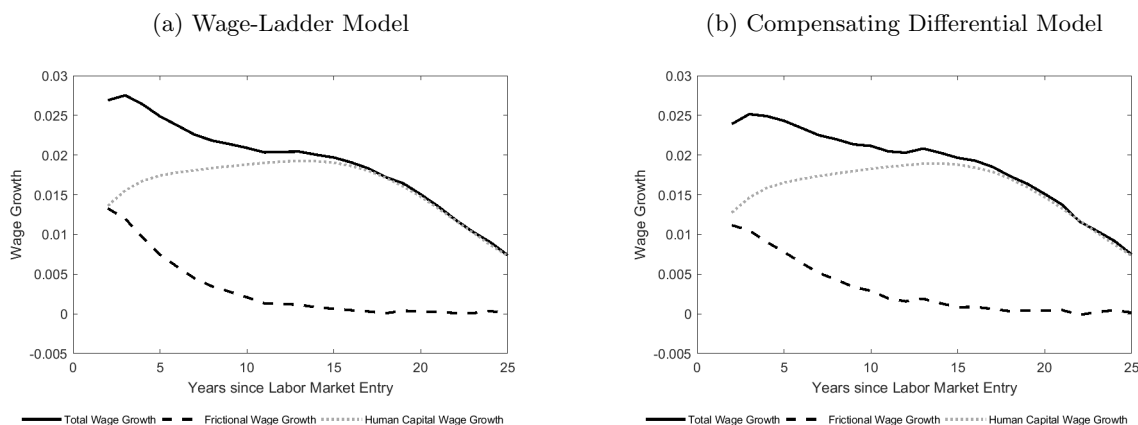 (a) Wage-Ladder Model
0.03
0.025
0.02
0.015
0.01
0.005
0
-0.005
Wage Growth
0 5 10 15 20 25
Years since Labor Market Entry
Total Wage Growth Frictional Wage Growth Human Capital Wage Growth
(b) Compensating Differential Model
0.03
0.025
0.02
0.015
0.01
0.005
0
-0.005
Wage Growth
0 5 10 15 20 25
Years since Labor Market Entry
Total Wage Growth Frictional Wage Growth Human Capital Wage Growth